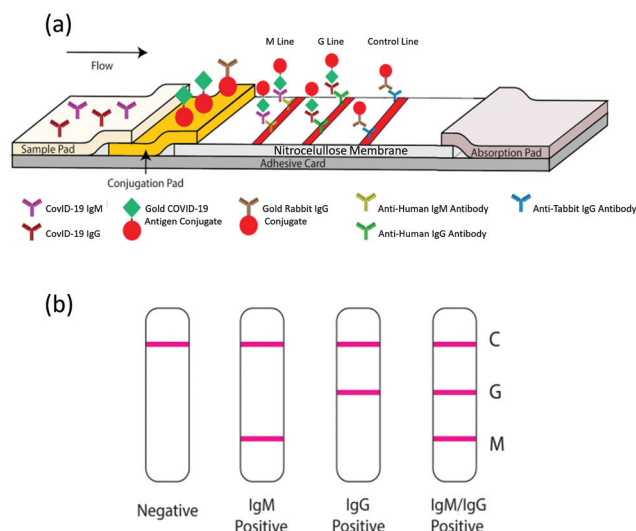 (a)
Flow
M Line
G Line
Control Line
Sample Pad
Nitrocelullose Membrane
Absorption Pad
Adhesive Card
Conjugation Pad
CovID-19 IgM
Gold COVID-19
Antigen Conjugate
Gold Rabbit IgG
Conjugate
Anti-Human IgM Antibody
Anti-Tabbit IgG Antibody
CovID-19 IgG
Anti-Human IgG Antibody
(b)
C
G
M
Negative
IgM
Positive
IgG
Positive
IgM/IgG
Positive